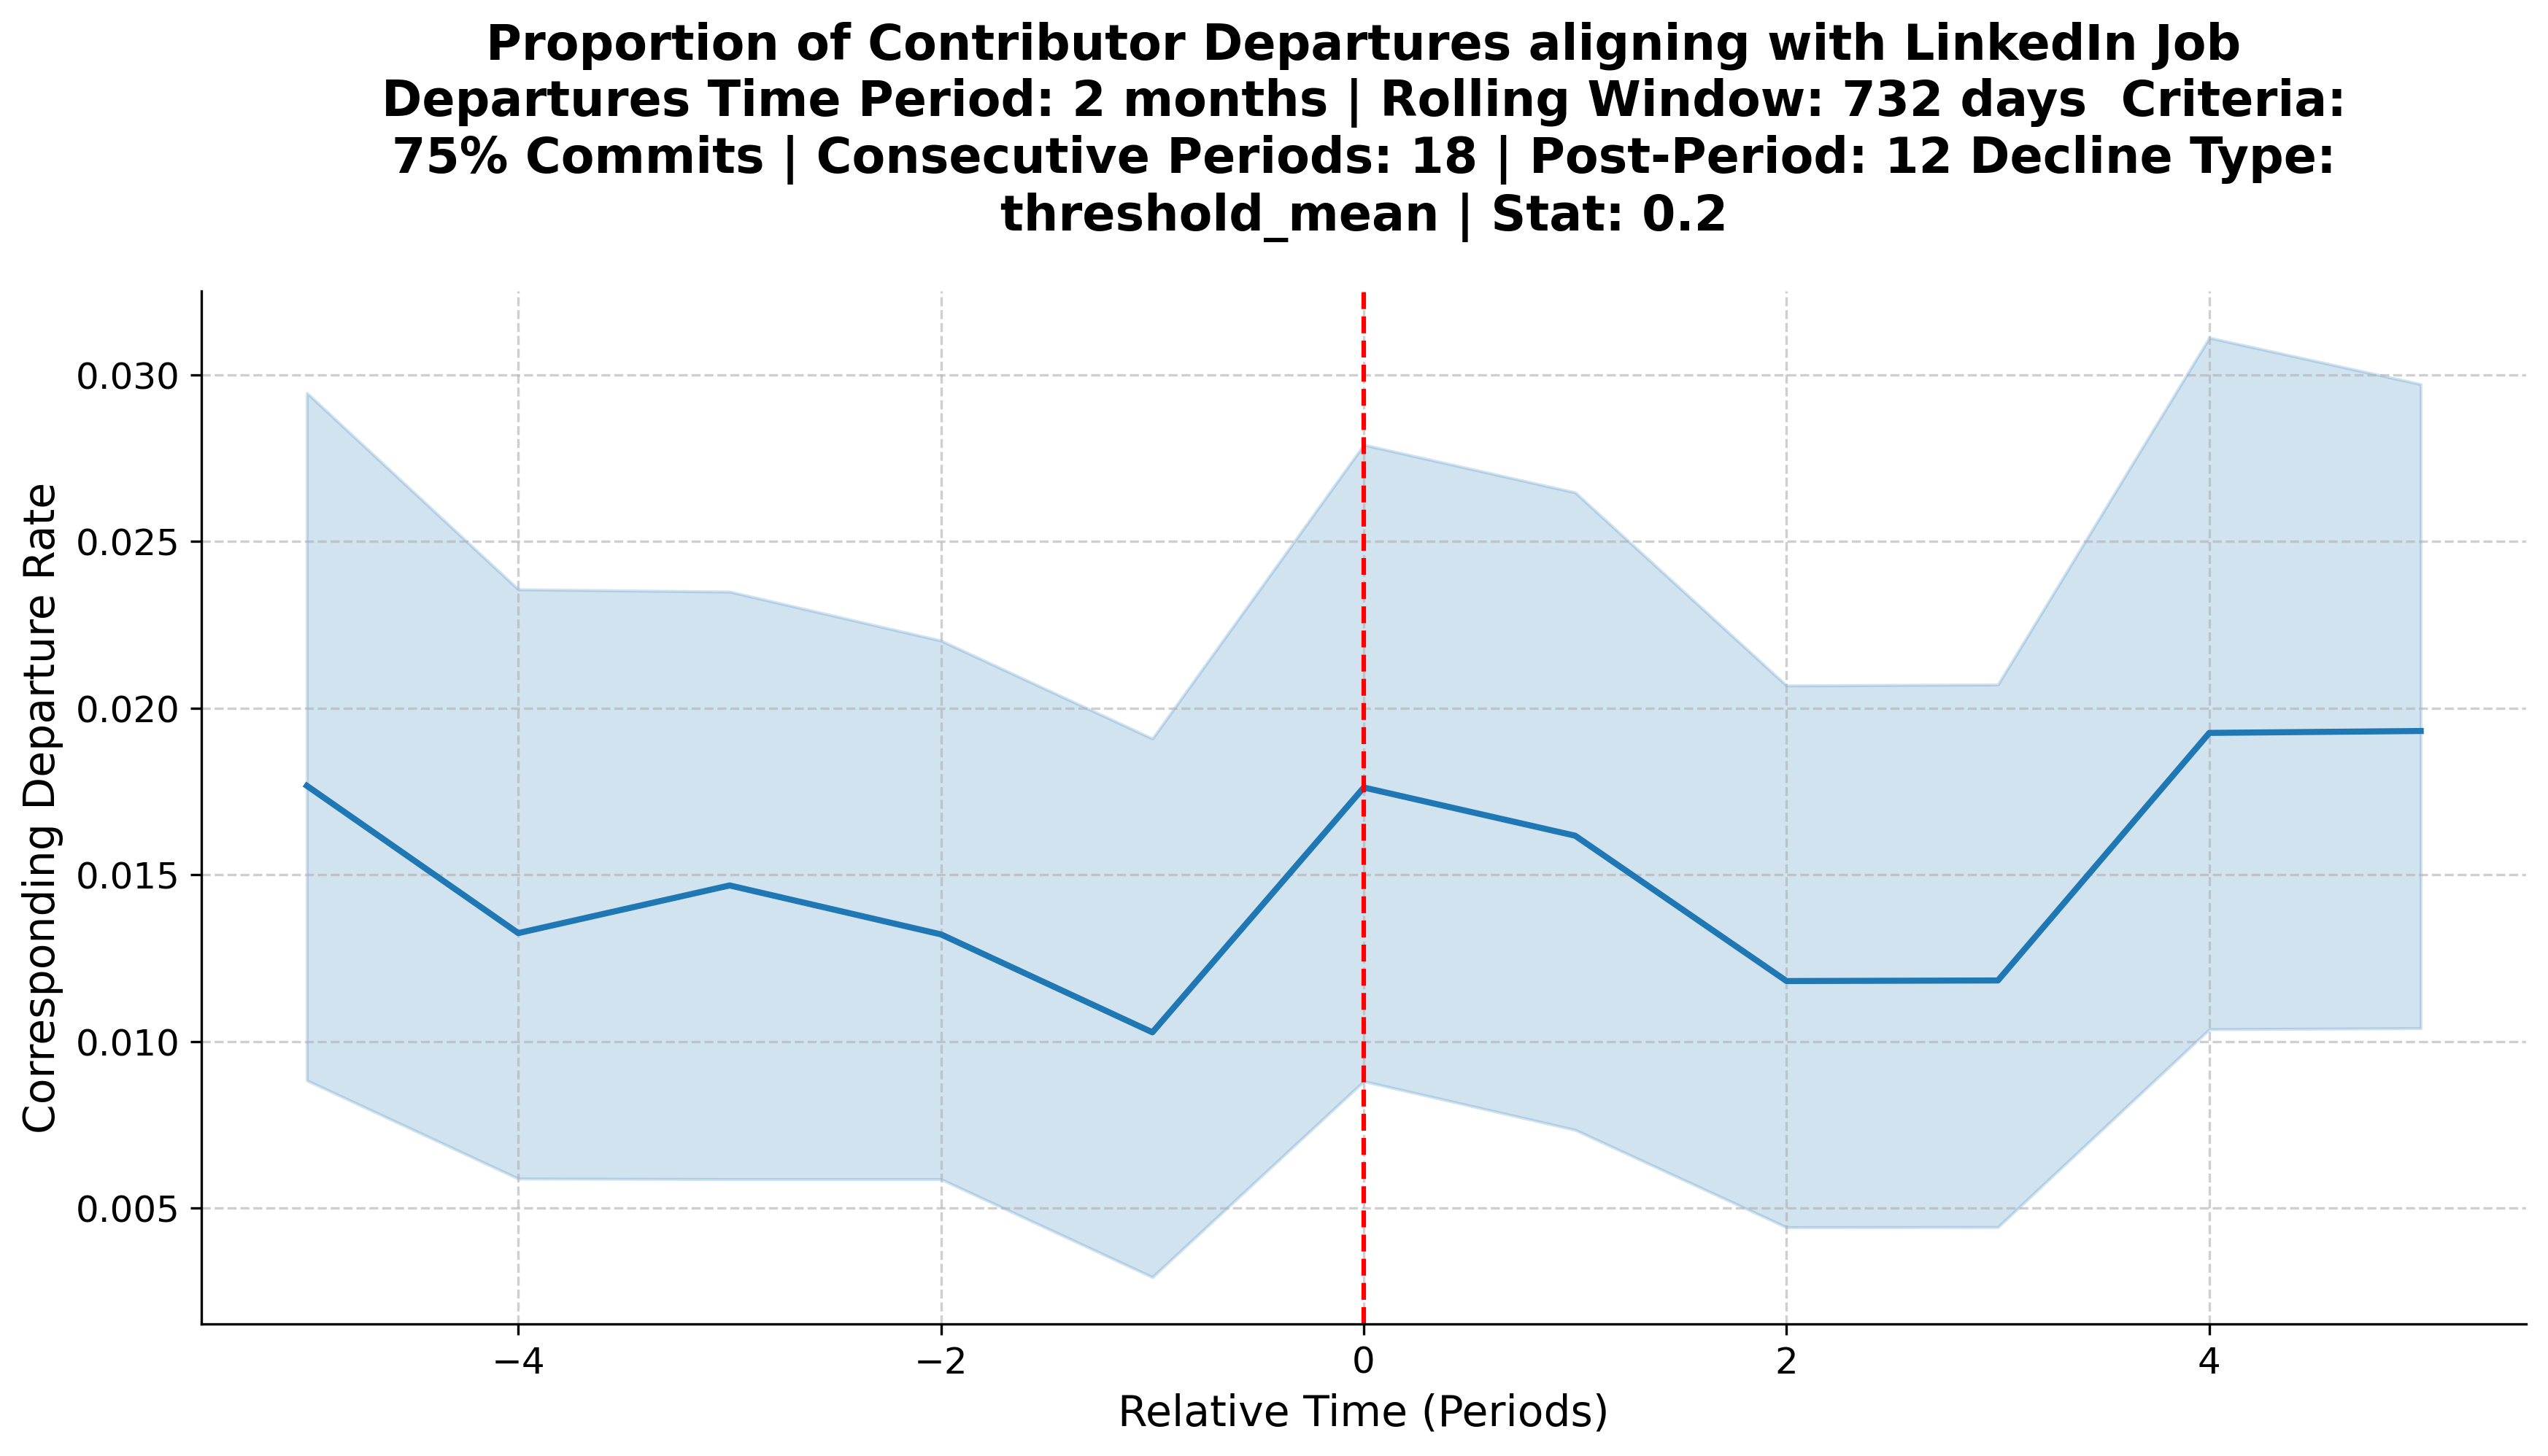 Proportion of Contributor Departures aligning with LinkedIn Job
Departures Time Period: 2 months | Rolling Window: 732 days  Criteria:
75% Commits | Consecutive Periods: 18 | Post-Period: 12 Decline Type:
threshold_mean | Stat: 0.2
Corresponding Departure Rate
0.030
0.025
0.020
0.015
0.010
0.005
−4
−2
0
2
4
Relative Time (Periods)